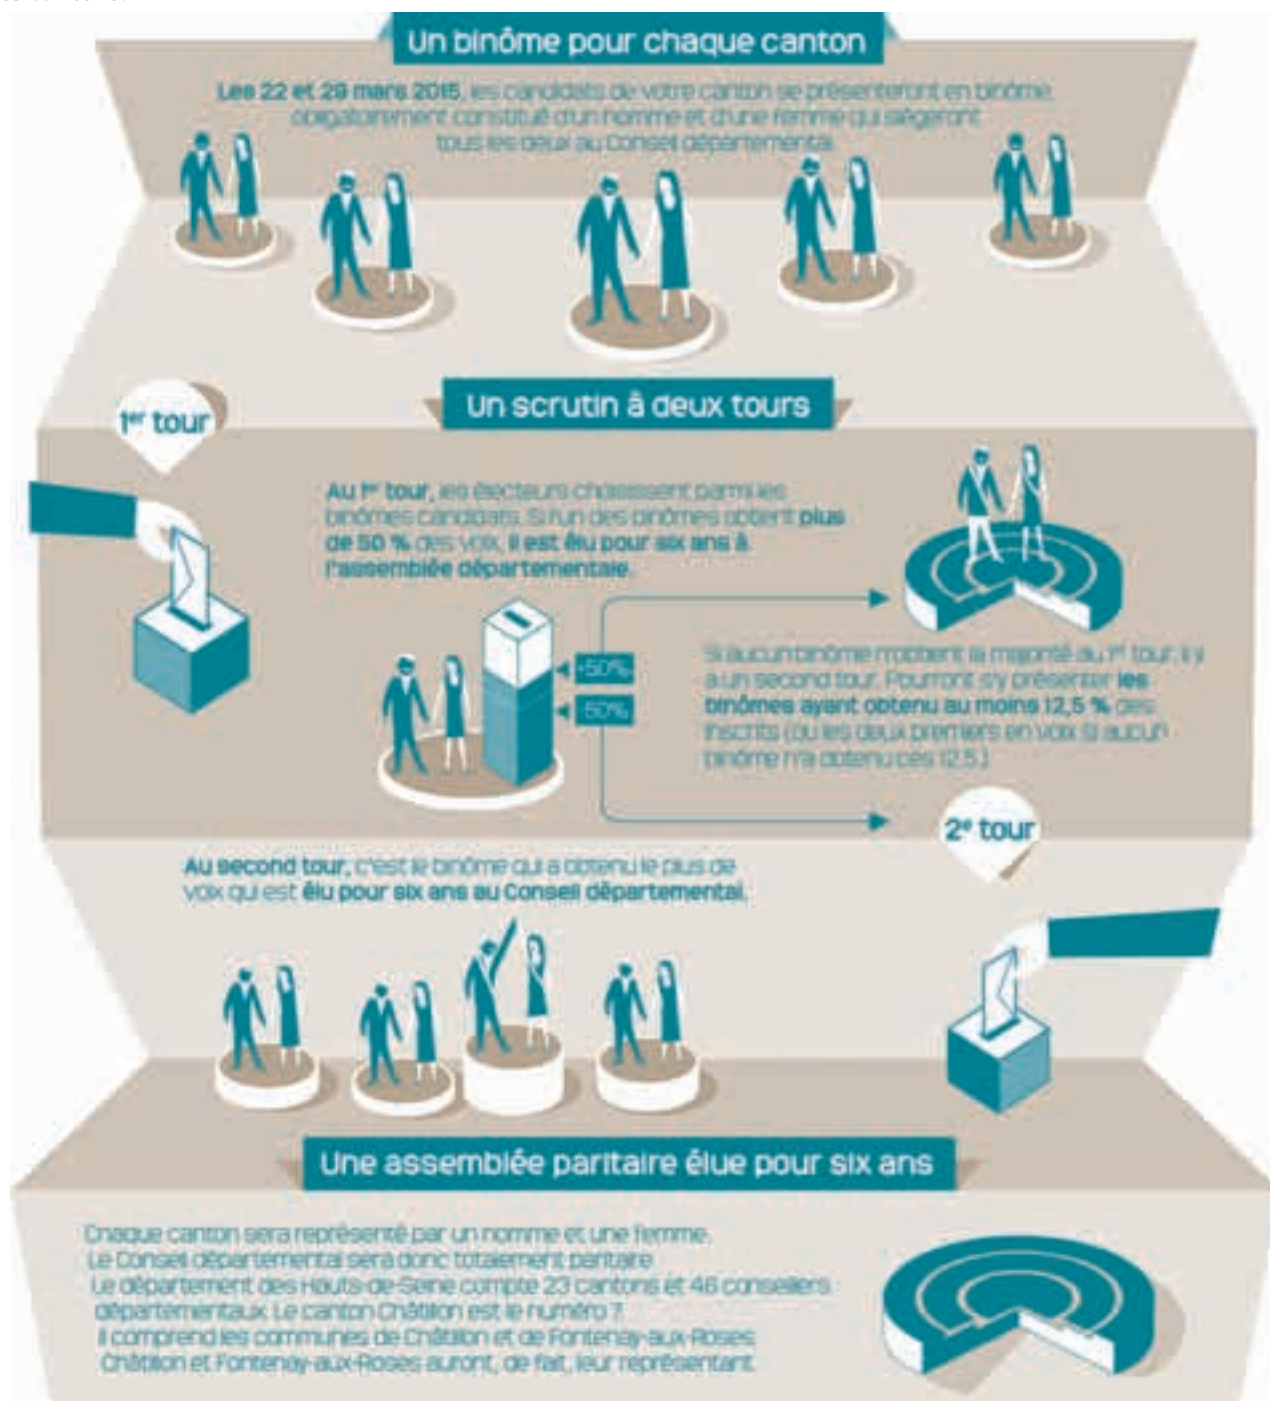 Un binôme pour chaque canton
Les 22 et 29 mars 2015, les candidats de votre canton se présenteront en binôme,
obligatoirement constitué d'un homme et d'une femme qui siègeront
tous les deux au Conseil départemental.
Un scrutin à deux tours
1er tour
Au 1er tour, les électeurs choisissent parmi les
binômes candidats. Si l'un des binômes obtient plus
de 50 % des voix, il est élu pour six ans à
l'assemblée départementale.
+50%
-50%
Si aucun binôme n'obtient la majorité au 1er tour, il y
a un second tour. Pourront s'y présenter les
binômes ayant obtenu au moins 12,5 % des
inscrits (ou les deux premiers en voix si aucun
binôme n'a obtenu ces 12,5.)
2e tour
Au second tour, c'est le binôme qui a obtenu le plus de
voix qui est élu pour six ans au Conseil départemental.
Une assemblée paritaire élue pour six ans
Chaque canton sera représenté par un homme et une femme.
Le Conseil départemental sera donc totalement paritaire
Le département des Hauts-de-Seine compte 23 cantons et 46 conseillers
départementaux. Le canton Châtillon est le numéro 7.
Il comprend les communes de Châtillon et de Fontenay-aux-Roses.
Châtillon et Fontenay-aux-Roses auront, de fait, leur représentant.